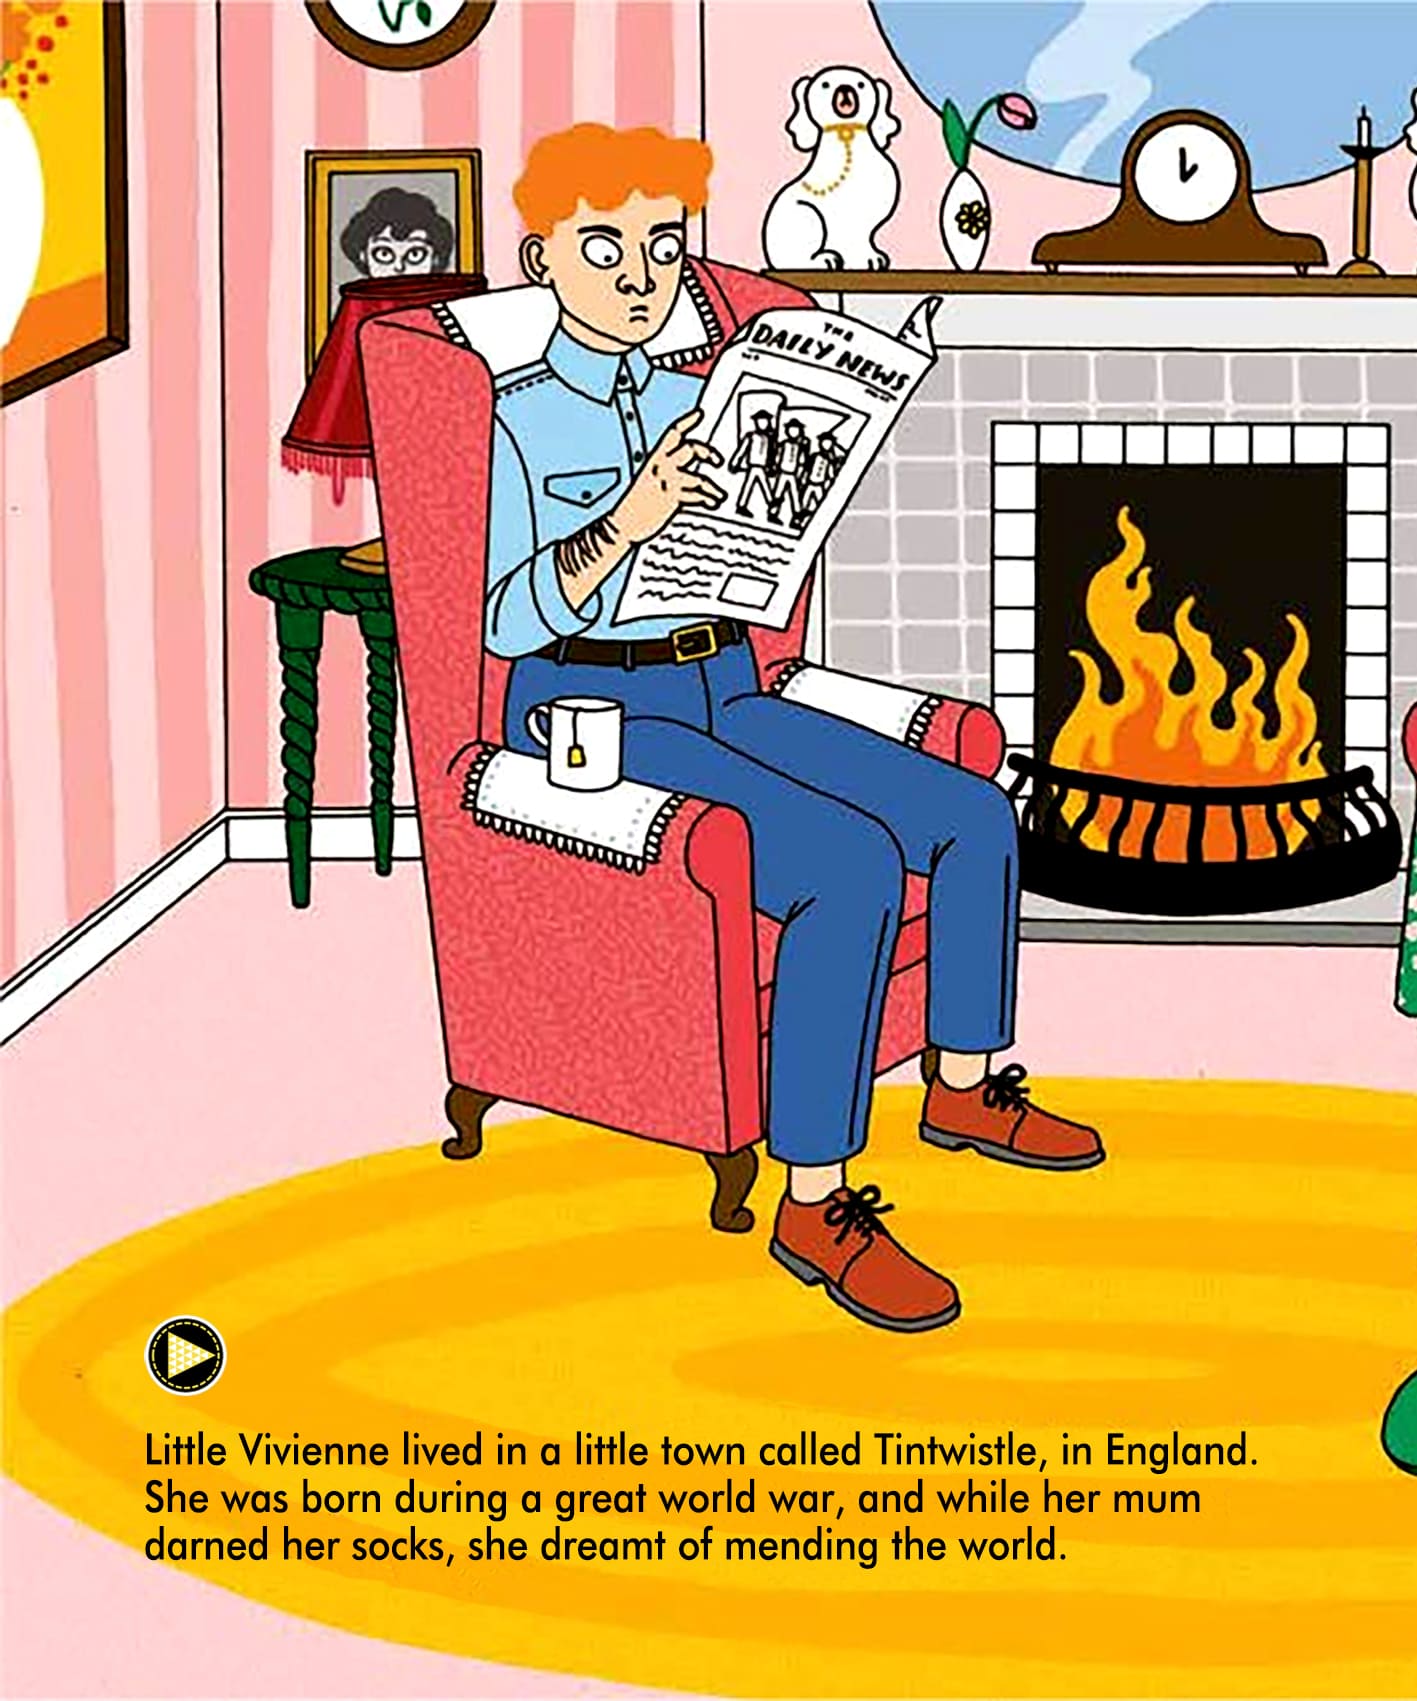 THE
DAILY NEWS
Little Vivienne lived in a little town called Tintwistle, in England.
She was born during a great world war, and while her mum
darned her socks, she dreamt of mending the world.